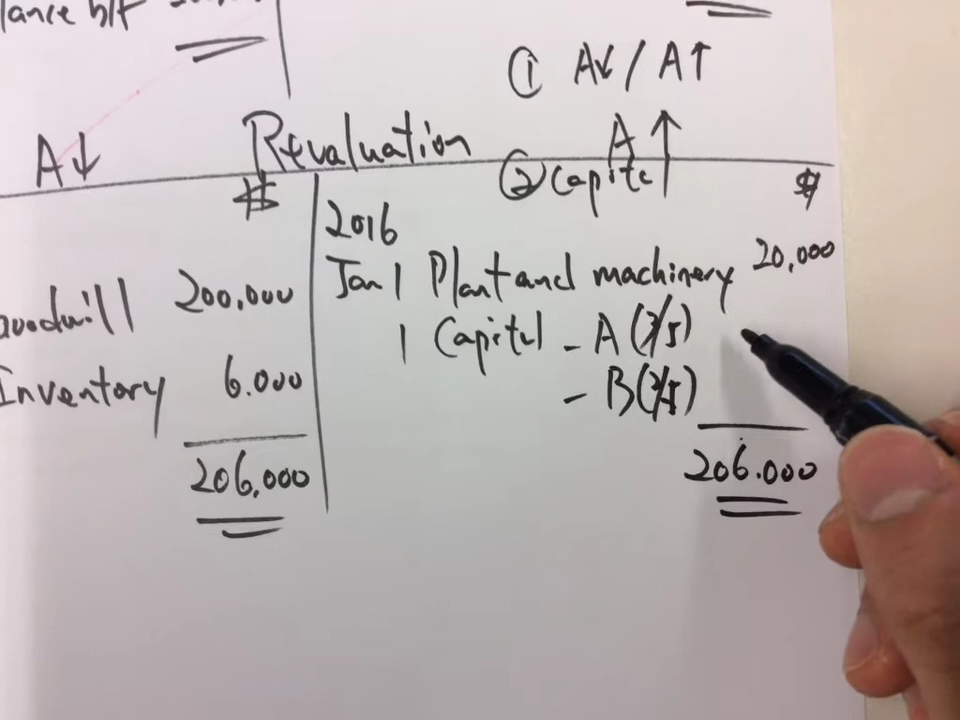 lance b/f
① A↓ / A↑
A↓ Revaluation A↑
② Capital
$ $
2016
Jan 1 Plant and machinery 20,000
oodwill 200,000
1 Capital - A (3/5)
Inventory 6.000 - B (2/5)
206,000 206.000